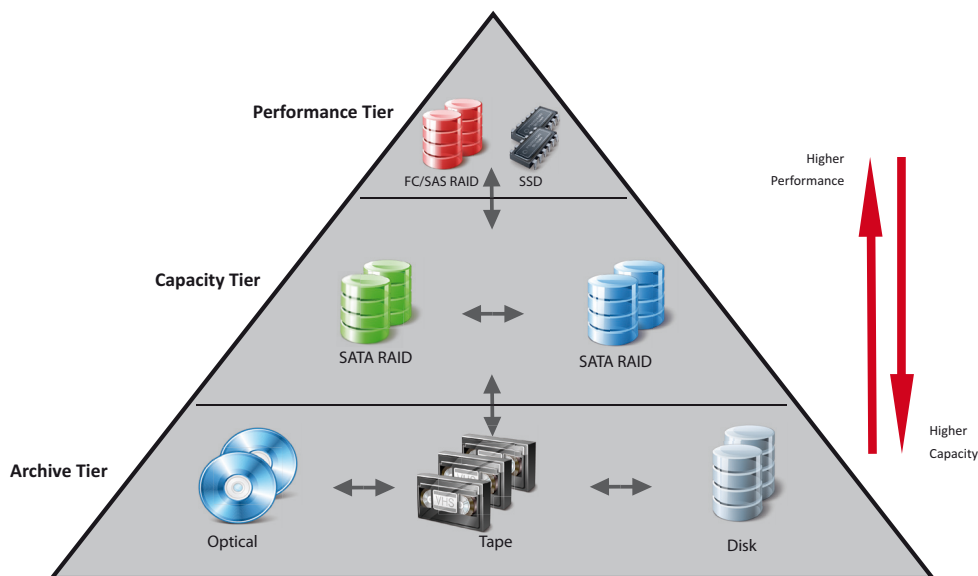 Performance Tier
FC/SAS RAID
SSD
Higher
Performance
Capacity Tier
SATA RAID
SATA RAID
Higher
Capacity
Archive Tier
VHS
Optical
Tape
Disk